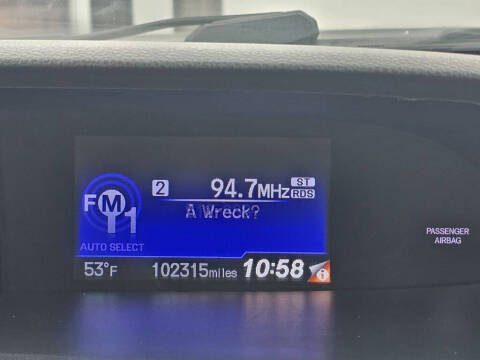 2 94.7MHz ST RDS
A Wreck?
FM1
AUTO SELECT
53°F 102315miles 10:58 i
PASSENGER
AIRBAG